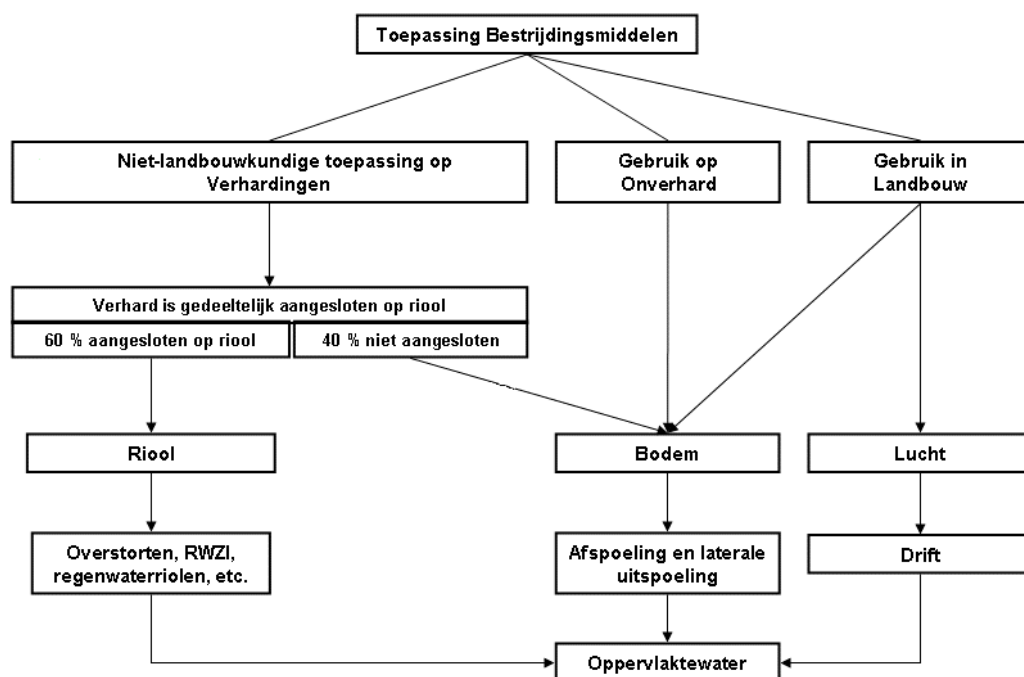 Toepassing Bestrijdingsmiddelen
Niet-landbouwkundige toepassing op
Verhardingen
Gebruik op
Onverhard
Gebruik in
Landbouw
Verhard is gedeeltelijk aangesloten op riool
60 % aangesloten op riool
40 % niet aangesloten
Riool
Bodem
Lucht
Overstorten, RWZI,
regenwaterriolen, etc.
Afspoeling en laterale
uitspoeling
Drift
Oppervlaktewater